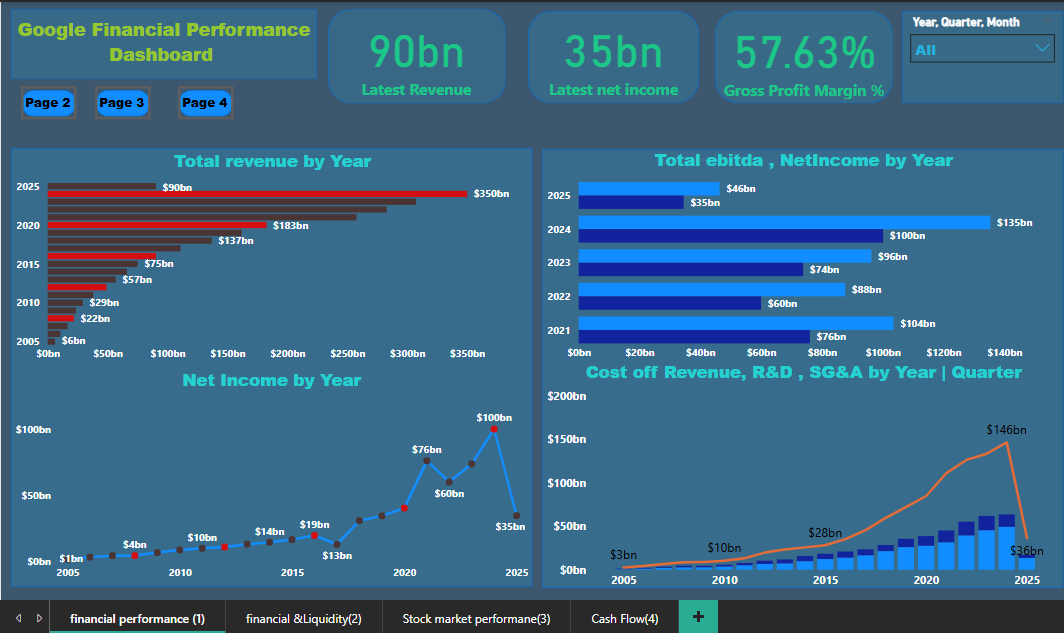 Google Financial Performance
Dashboard
90bn
Latest Revenue
35bn
Latest net income
57.63%
Gross Profit Margin %
Year, Quarter, Month
All
Page 2
Page 3
Page 4
Total revenue by Year
2025
2020
2015
2010
2005
$90bn
$350bn
$183bn
$137bn
$75bn
$57bn
$29bn
$22bn
$6bn
$0bn $50bn $100bn $150bn $200bn $250bn $300bn $350bn
Total ebitda , NetIncome by Year
2025
$46bn
$35bn
2024
$135bn
$100bn
2023
$96bn
$74bn
2022
$88bn
$60bn
2021
$104bn
$76bn
$0bn $20bn $40bn $60bn $80bn $100bn $120bn $140bn
Net Income by Year
$100bn
$50bn
$0bn
$1bn
$4bn
$10bn
$14bn
$19bn
$13bn
$76bn
$60bn
$100bn
$35bn
2005 2010 2015 2020 2025
Cost off Revenue, R&D , SG&A by Year | Quarter
$200bn
$150bn
$100bn
$50bn
$0bn
$3bn
$10bn
$28bn
$146bn
$36bn
2005 2010 2015 2020 2025
financial performance (1)
financial &Liquidity(2)
Stock market performane(3)
Cash Flow(4)
+